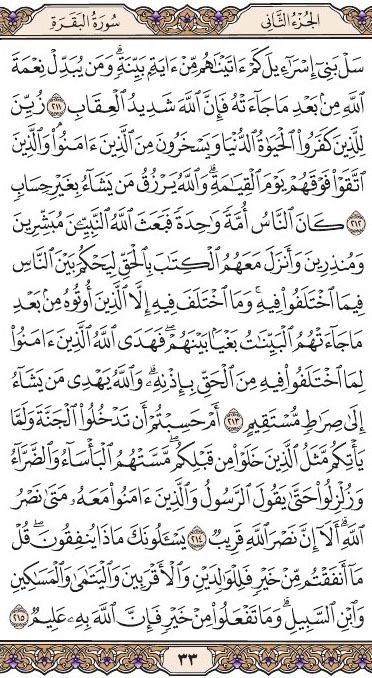 الجزء الثاني
سورة البقرة
سَلْ بَنِىٓ إِسْرَٰٓءِيلَ كَمْ ءَاتَيْنَٰهُم مِّنْ ءَايَةٍۭ بَيِّنَةٍۗ وَمَن يُبَدِّلْ نِعْمَةَ
ٱللَّهِ مِنۢ بَعْدِ مَا جَآءَتْهُ فَإِنَّ ٱللَّهَ شَدِيدُ ٱلْعِقَابِ ٢١١ زُيِّنَ
لِلَّذِينَ كَفَرُوا۟ ٱلْحَيَوٰةُ ٱلدُّنْيَا وَيَسْخَرُونَ مِنَ ٱلَّذِينَ ءَامَنُوا۟ۘ وَٱلَّذِينَ
ٱتَّقَوْا۟ فَوْقَهُمْ يَوْمَ ٱلْقِيَٰمَةِۗ وَٱللَّهُ يَرْزُقُ مَن يَشَآءُ بِغَيْرِ حِسَابٍ
٢١٢ كَانَ ٱلنَّاسُ أُمَّةً وَٰحِدَةً فَبَعَثَ ٱللَّهُ ٱلنَّبِيِّـۧنَ مُبَشِّرِينَ
وَمُنذِرِينَ وَأَنزَلَ مَعَهُمُ ٱلْكِتَٰبَ بِٱلْحَقِّ لِيَحْكُمَ بَيْنَ ٱلنَّاسِ
فِيمَا ٱخْتَلَفُوا۟ فِيهِۚ وَمَا ٱخْتَلَفَ فِيهِ إِلَّا ٱلَّذِينَ أُوتُوهُ مِنۢ بَعْدِ
مَا جَآءَتْهُمُ ٱلْبَيِّنَٰتُ بَغْيًۢا بَيْنَهُمْۖ فَهَدَى ٱللَّهُ ٱلَّذِينَ ءَامَنُوا۟
لِمَا ٱخْتَلَفُوا۟ فِيهِ مِنَ ٱلْحَقِّ بِإِذْنِهِۦۗ وَٱللَّهُ يَهْدِى مَن يَشَآءُ
إِلَىٰ صِرَٰطٍ مُّسْتَقِيمٍ ٢١٣ أَمْ حَسِبْتُمْ أَن تَدْخُلُوا۟ ٱلْجَنَّةَ وَلَمَّا
يَأْتِكُم مَّثَلُ ٱلَّذِينَ خَلَوْا۟ مِن قَبْلِكُمۖ مَّسَّتْهُمُ ٱلْبَأْسَآءُ وَٱلضَّرَّآءُ
وَزُلْزِلُوا۟ حَتَّىٰ يَقُولَ ٱلرَّسُولُ وَٱلَّذِينَ ءَامَنُوا۟ مَعَهُۥ مَتَىٰ نَصْرُ
ٱللَّهِۗ أَلَآ إِنَّ نَصْرَ ٱللَّهِ قَرِيبٌ ٢١٤ يَسْـَٔلُونَكَ مَاذَا يُنفِقُونَۖ قُلْ
مَآ أَنفَقْتُم مِّنْ خَيْرٍ فَلِلْوَٰلِدَيْنِ وَٱلْأَقْرَبِينَ وَٱلْيَتَٰمَىٰ وَٱلْمَسَٰكِينِ
وَٱبْنِ ٱلسَّبِيلِۗ وَمَا تَفْعَلُوا۟ مِنْ خَيْرٍ فَإِنَّ ٱللَّهَ بِهِۦ عَلِيمٌ ٢١٥
٣٣